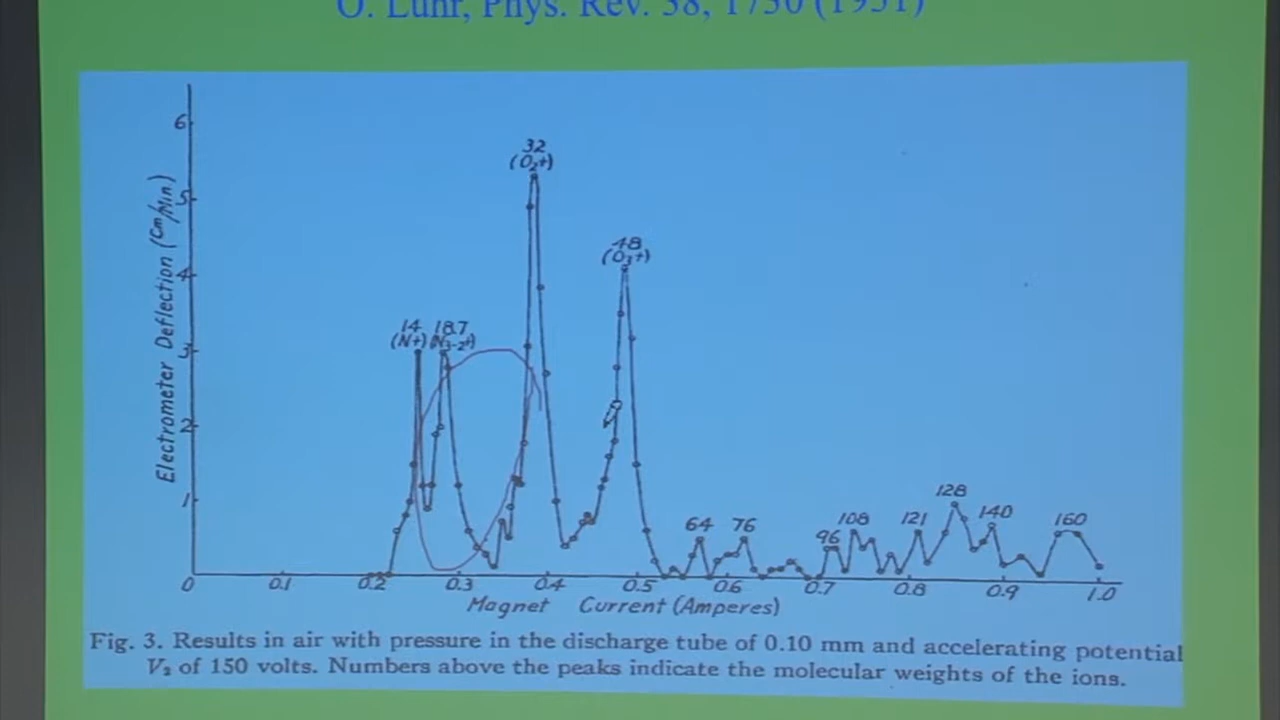 O. Luhr, Phys. Rev. 38, 1730 (1931)
6
5
4
3
2
1
Electrometer Deflection (Cm/Min.)
32
(O₂+)
48
(O₃+)
14 18.7
(N+)
64 76
96 108 121 128 140 160
0 0.1 0.2 0.3 0.4 0.5 0.6 0.7 0.8 0.9 1.0
Magnet Current (Amperes)
Fig. 3. Results in air with pressure in the discharge tube of 0.10 mm and accelerating potential
V₂ of 150 volts. Numbers above the peaks indicate the molecular weights of the ions.